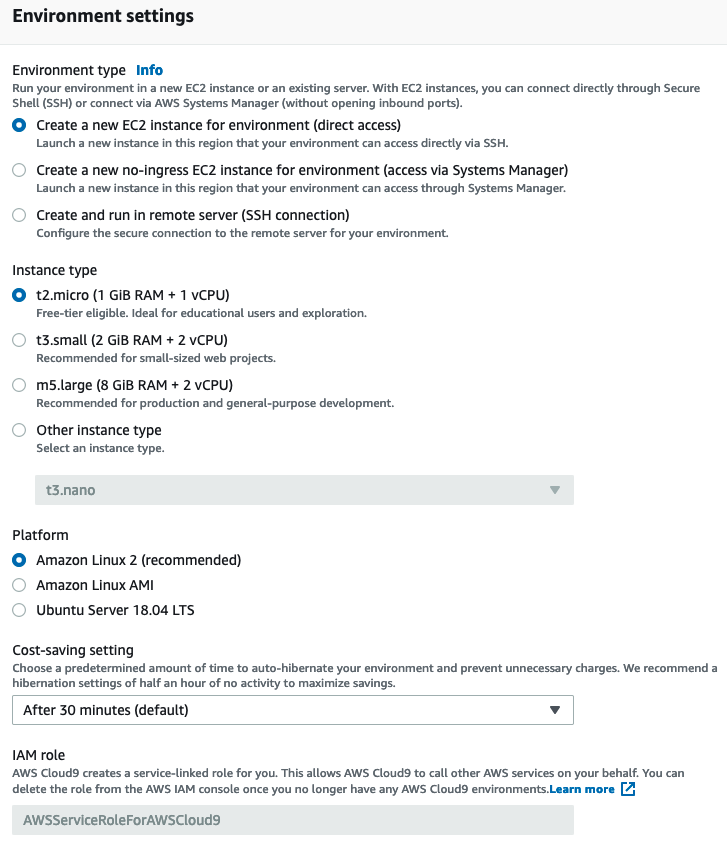 Environment settings
Environment type Info
Run your environment in a new EC2 instance or an existing server. With EC2 instances, you can connect directly through Secure
Shell (SSH) or connect via AWS Systems Manager (without opening inbound ports).
Create a new EC2 instance for environment (direct access)
Launch a new instance in this region that your environment can access directly via SSH.
Create a new no-ingress EC2 instance for environment (access via Systems Manager)
Launch a new instance in this region that your environment can access through Systems Manager.
Create and run in remote server (SSH connection)
Configure the secure connection to the remote server for your environment.
Instance type
t2.micro (1 GiB RAM + 1 vCPU)
Free-tier eligible. Ideal for educational users and exploration.
t3.small (2 GiB RAM + 2 vCPU)
Recommended for small-sized web projects.
m5.large (8 GiB RAM + 2 vCPU)
Recommended for production and general-purpose development.
Other instance type
Select an instance type.
t3.nano
Platform
Amazon Linux 2 (recommended)
Amazon Linux AMI
Ubuntu Server 18.04 LTS
Cost-saving setting
Choose a predetermined amount of time to auto-hibernate your environment and prevent unnecessary charges. We recommend a
hibernation settings of half an hour of no activity to maximize savings.
After 30 minutes (default)
IAM role
AWS Cloud9 creates a service-linked role for you. This allows AWS Cloud9 to call other AWS services on your behalf. You can
delete the role from the AWS IAM console once you no longer have any AWS Cloud9 environments.Learn more
AWSServiceRoleForAWSCloud9